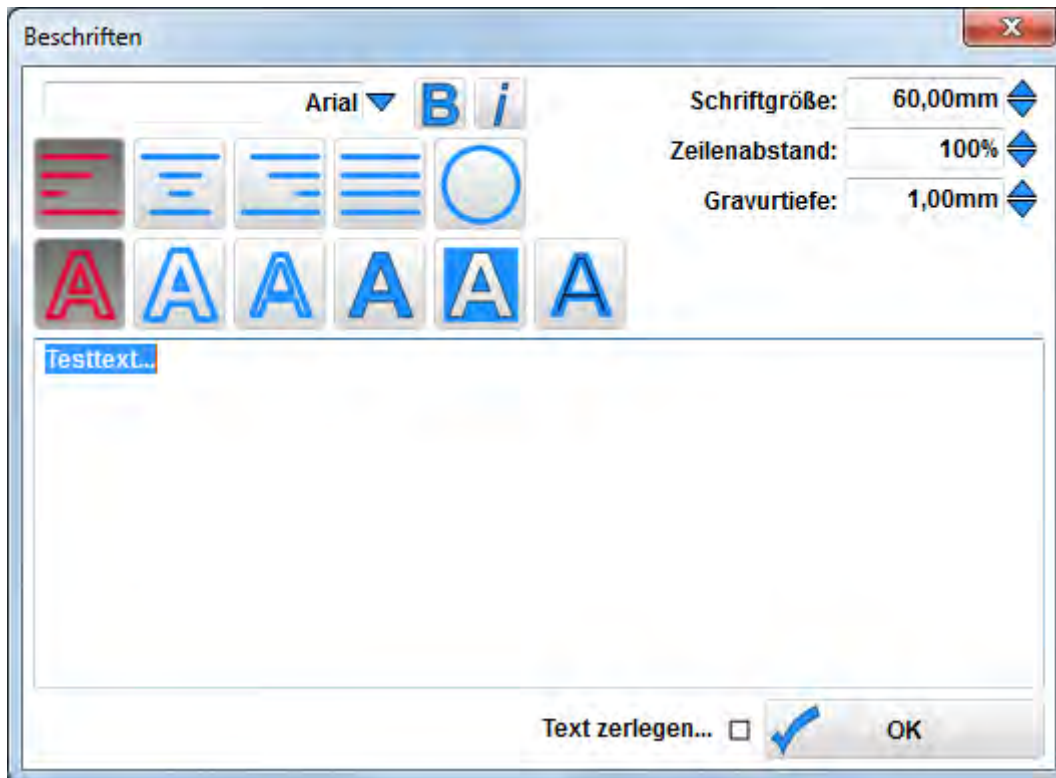 Beschriften
Arial B i
Schriftgröße: 60,00mm
Zeilenabstand: 100%
Gravurtiefe: 1,00mm
A A A A A A
Testtext...
Text zerlegen... OK